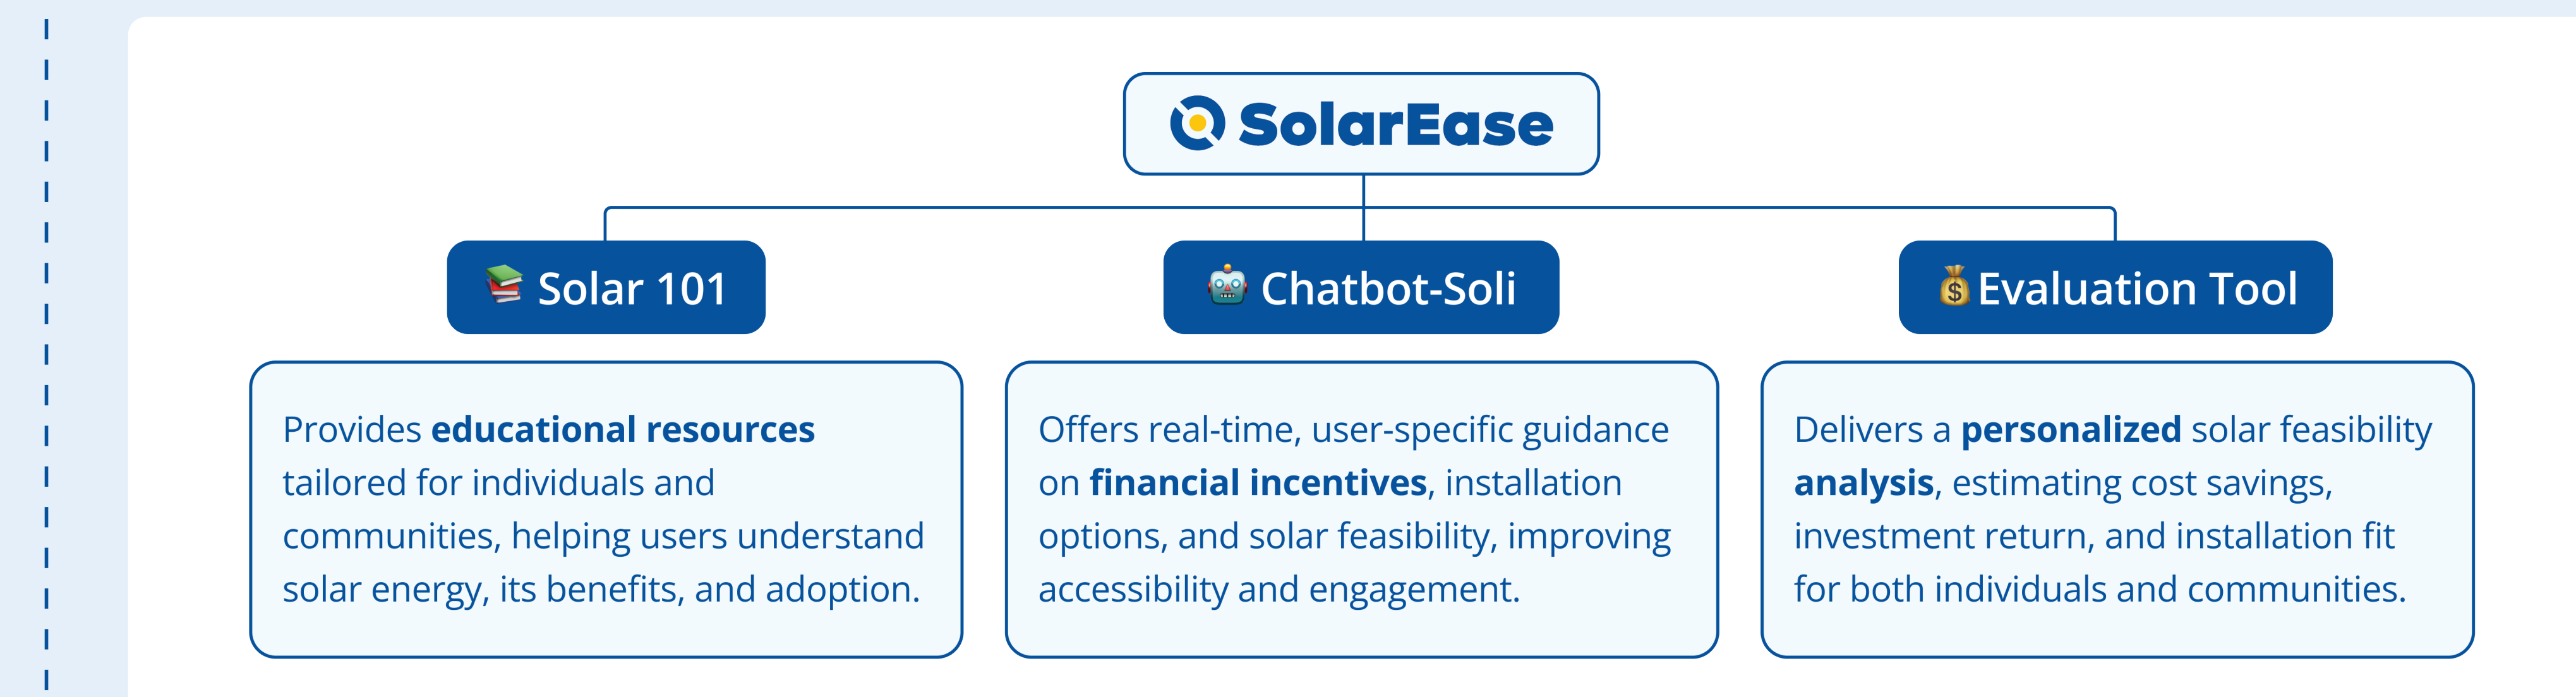 SolarEase
Solar 101
Provides educational resources
tailored for individuals and
communities, helping users understand
solar energy, its benefits, and adoption.
Chatbot-Soli
Offers real-time, user-specific guidance
on financial incentives, installation
options, and solar feasibility, improving
accessibility and engagement.
Evaluation Tool
Delivers a personalized solar feasibility
analysis, estimating cost savings,
investment return, and installation fit
for both individuals and communities.